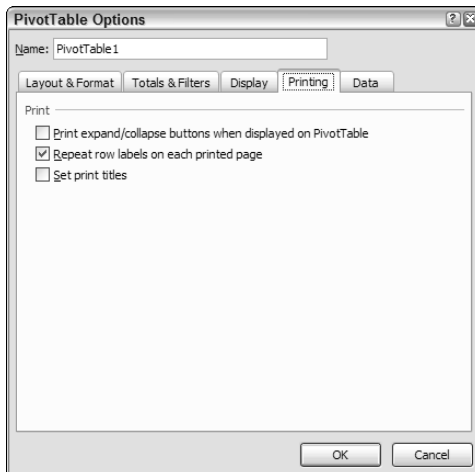 PivotTable Options
Name: PivotTable1
Layout & Format Totals & Filters Display Printing Data
Print
Print expand/collapse buttons when displayed on PivotTable
Repeat row labels on each printed page
Set print titles
OK Cancel